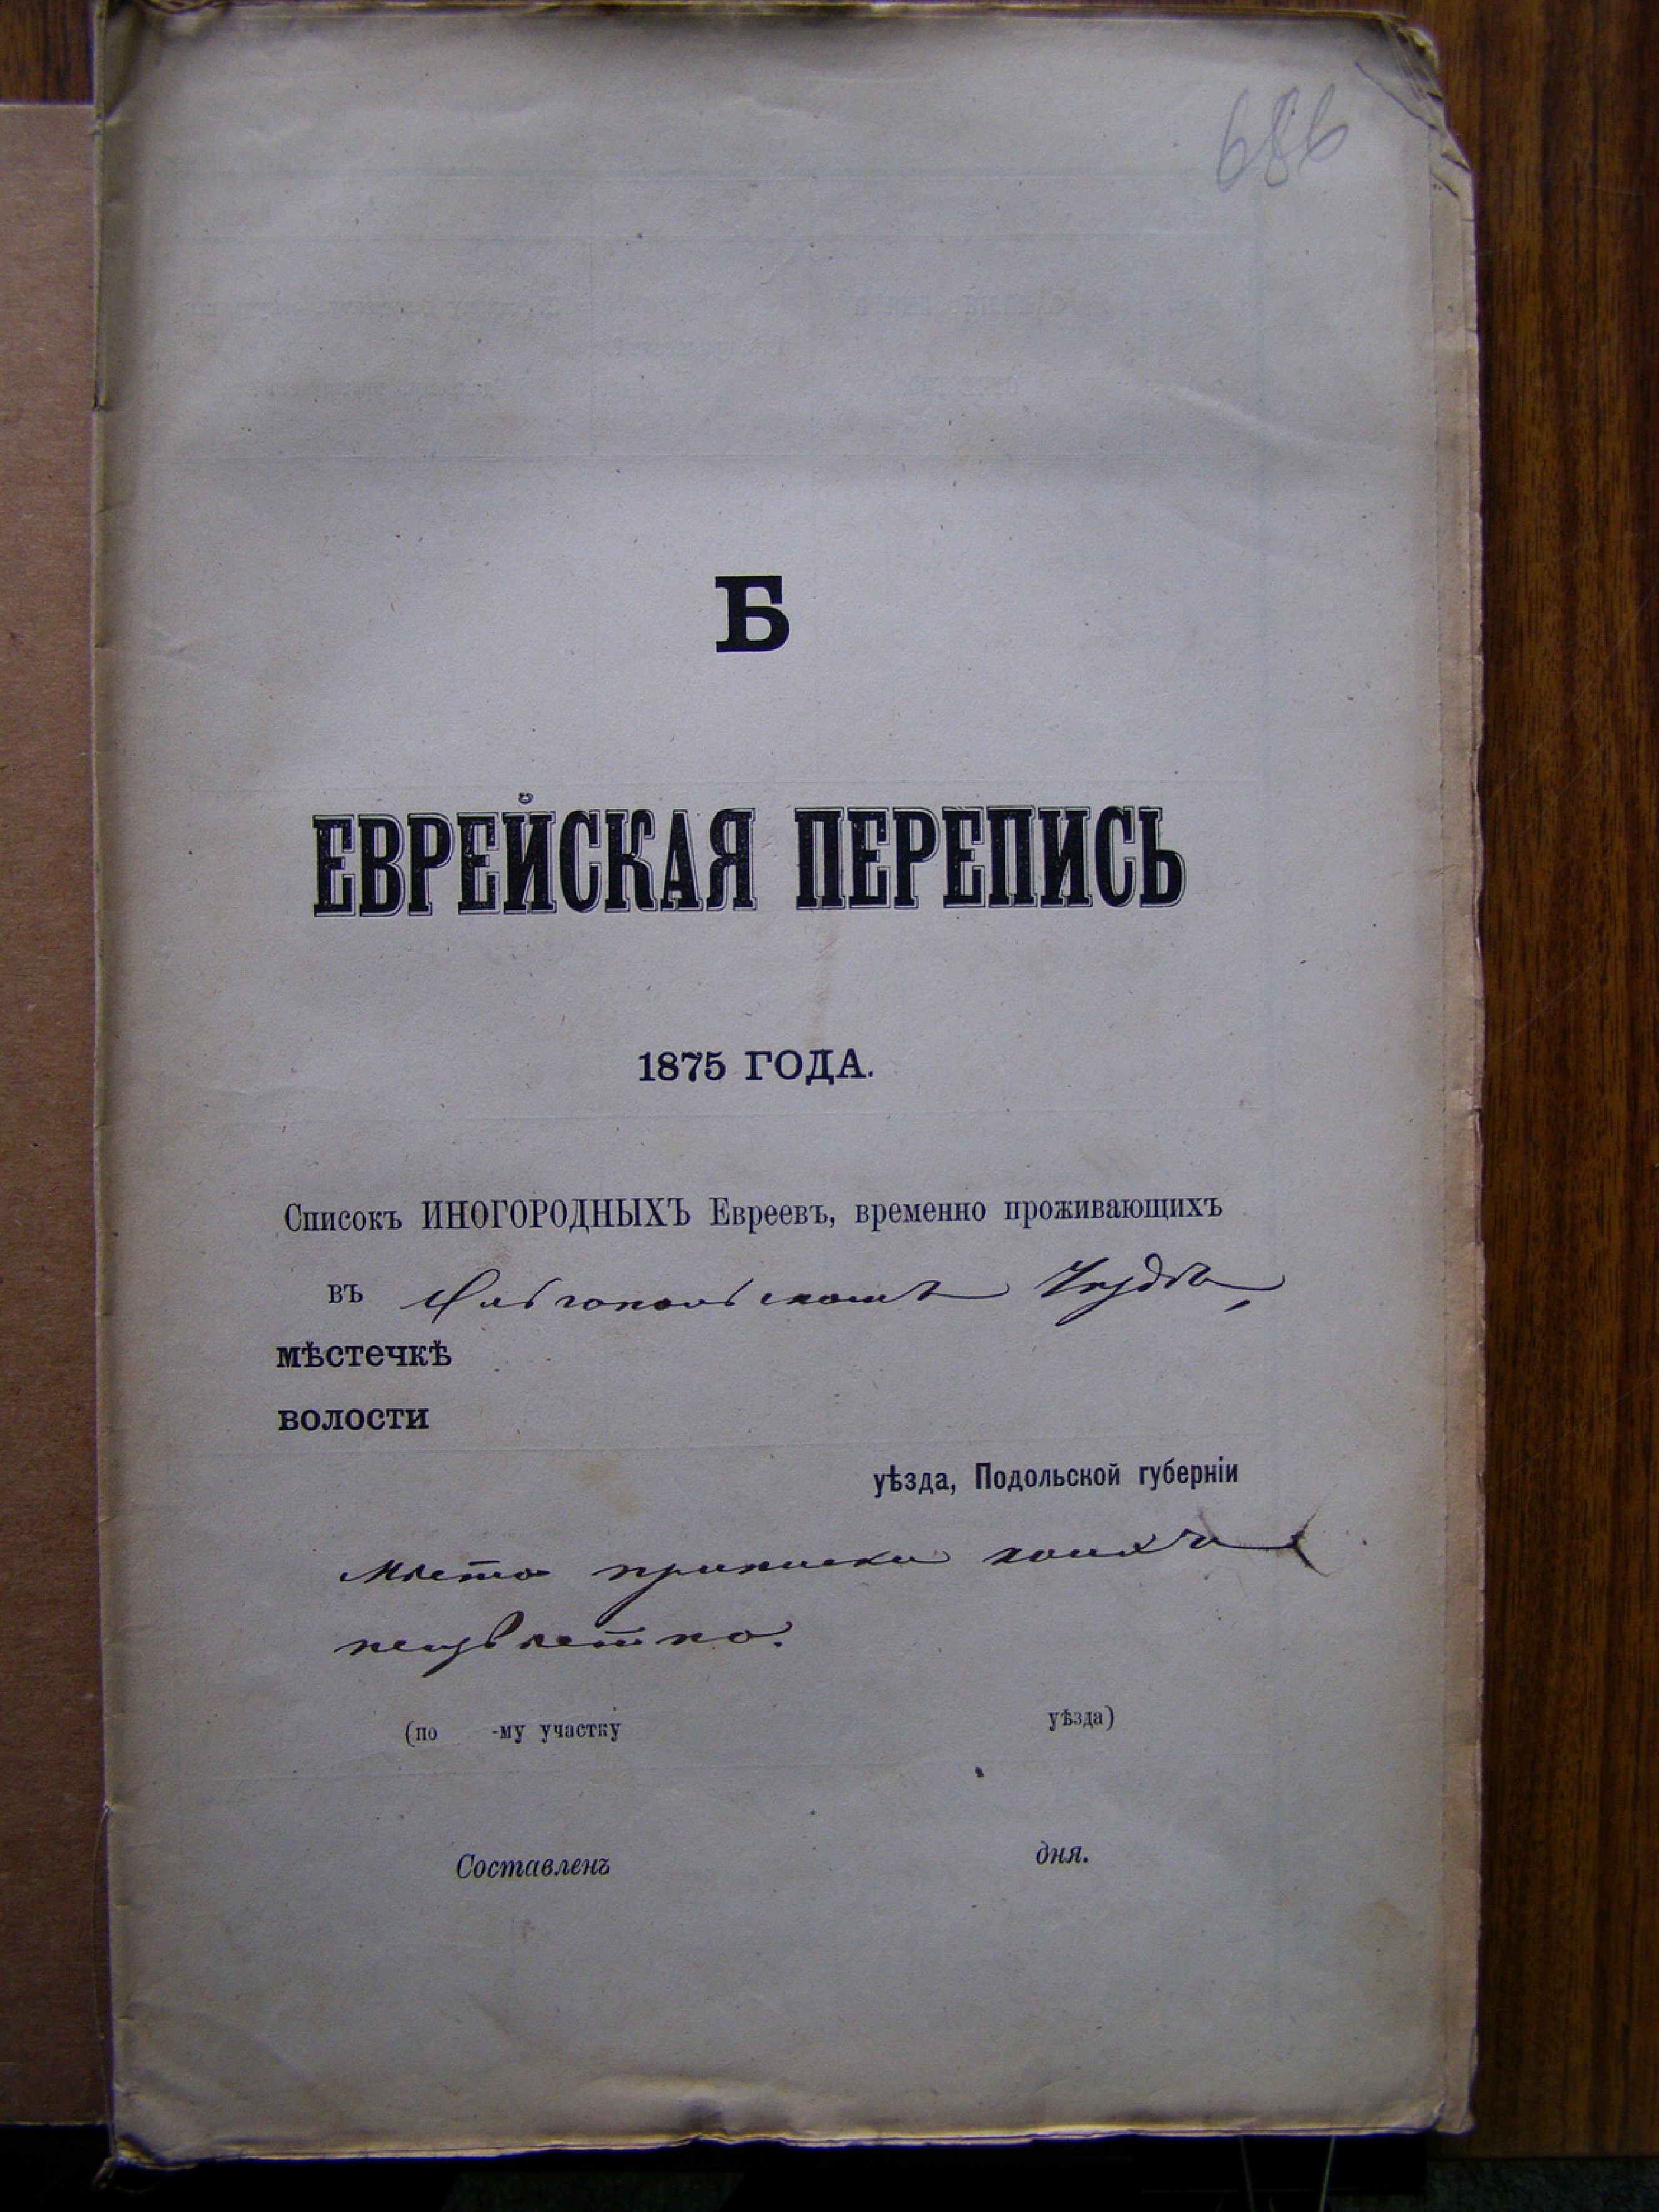 686
Б
ЕВРЕЙСКАЯ ПЕРЕПИСЬ
1875 ГОДА.
Списокъ ИНОГОРОДНЫХЪ Евреевъ, временно проживающихъ
въ Ольгопольскомъ Уѣздѣ,
мѣстечкѣ
волости
уѣзда, Подольской губерніи
Мѣсто приписки коихъ
неизвѣстно.
(по -му участку уѣзда)
Составленъ дня.